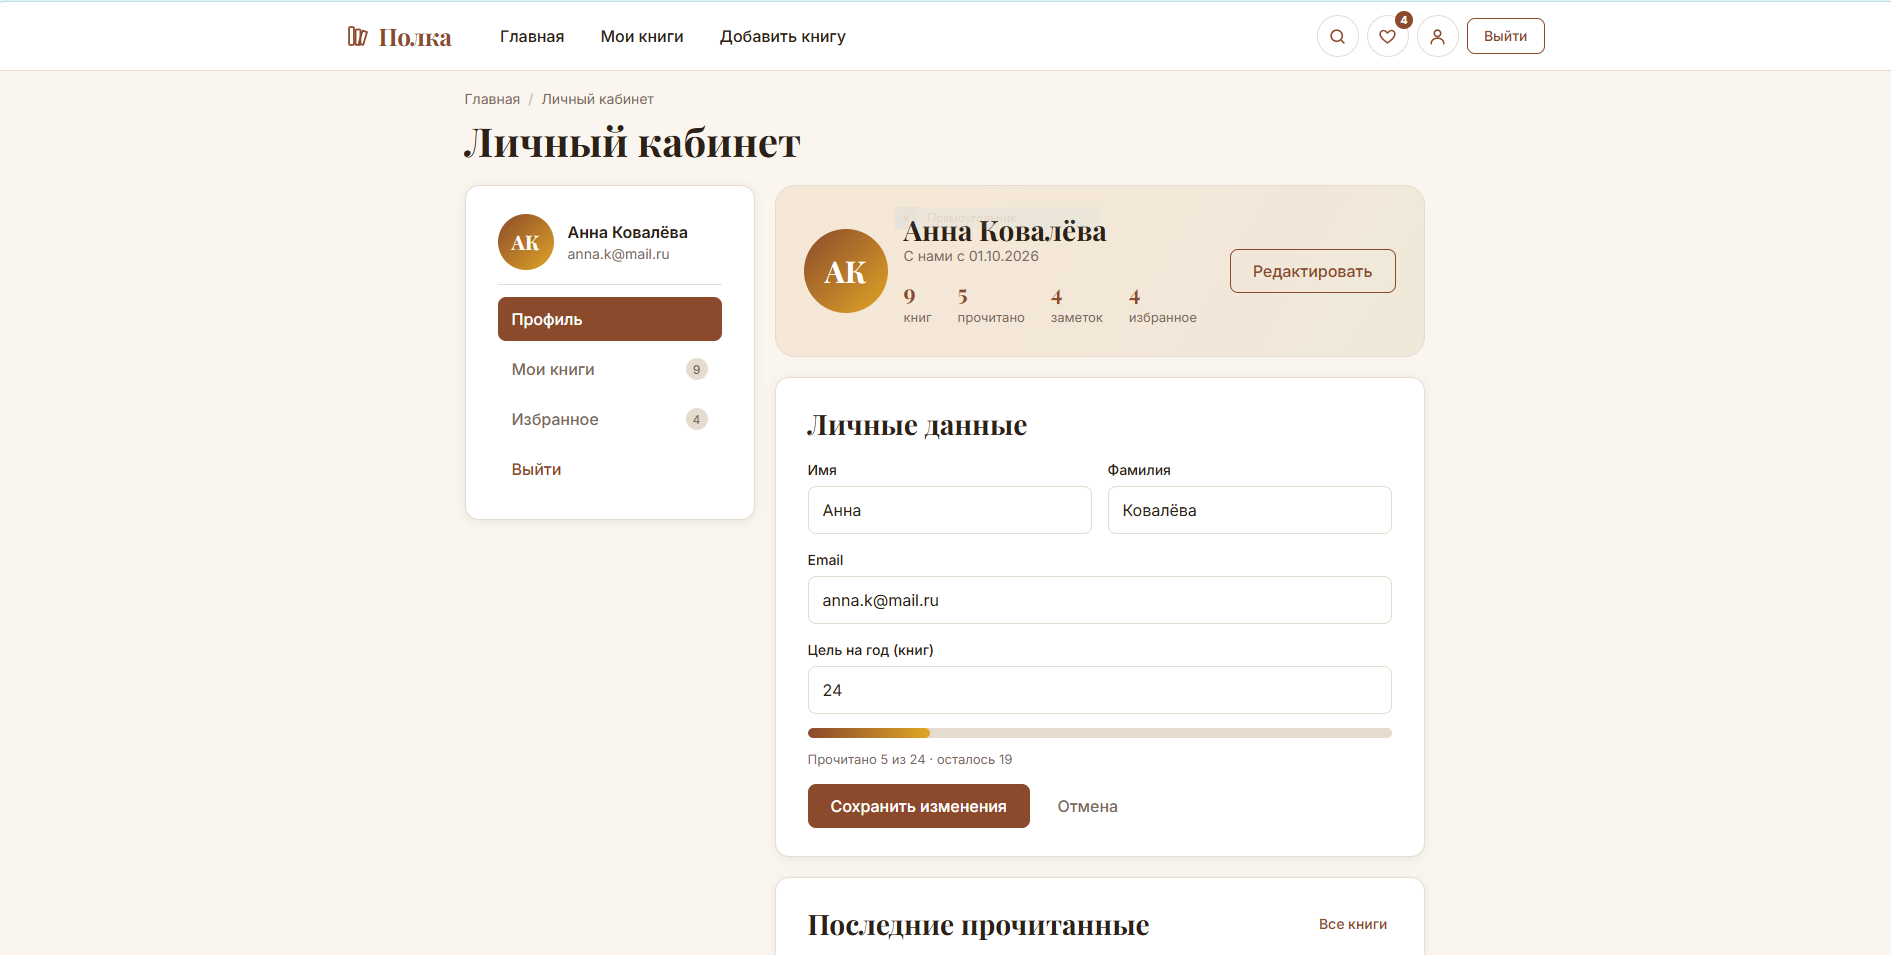 Полка
Главная
Мои книги
Добавить книгу
4
Выйти
Главная / Личный кабинет
Личный кабинет
АК
Анна Ковалёва
anna.k@mail.ru
Профиль
Мои книги 9
Избранное 4
Выйти
Прямоугольник
АК
Анна Ковалёва
С нами с 01.10.2026
9 5 4 4
книг прочитано заметок избранное
Редактировать
Личные данные
Имя Фамилия
Анна Ковалёва
Email
anna.k@mail.ru
Цель на год (книг)
24
Прочитано 5 из 24 · осталось 19
Сохранить изменения Отмена
Последние прочитанные Все книги